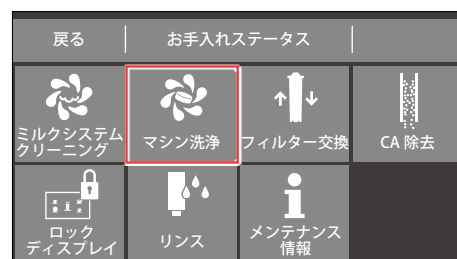 戻る
お手入れステータス
ミルクシステム
クリーニング
マシン洗浄
フィルター交換
CA 除去
ロック
ディスプレイ
リンス
メンテナンス
情報